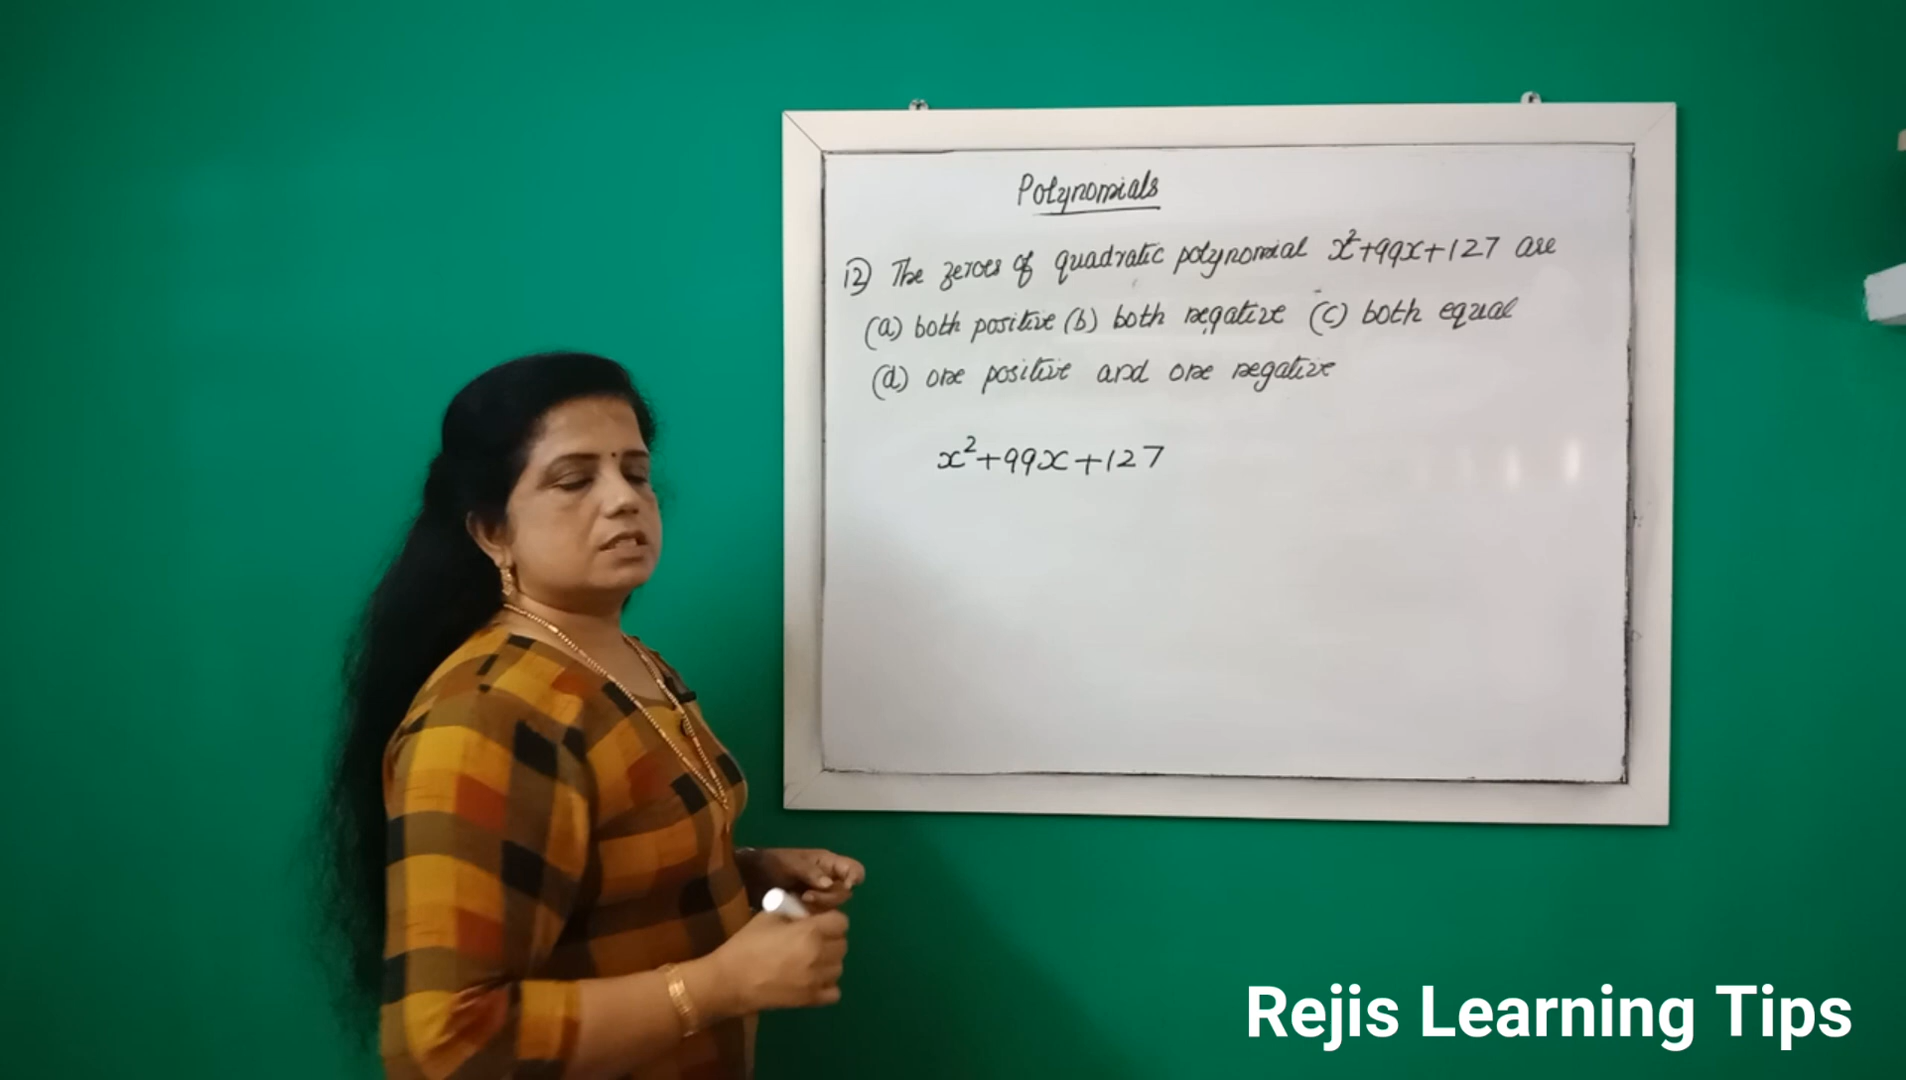 Polynomials
12) The zeroes of quadratic polynomial x²+99x+127 are
(a) both positive (b) both negative (c) both equal
(d) one positive and one negative
x²+99x+127
Rejis Learning Tips